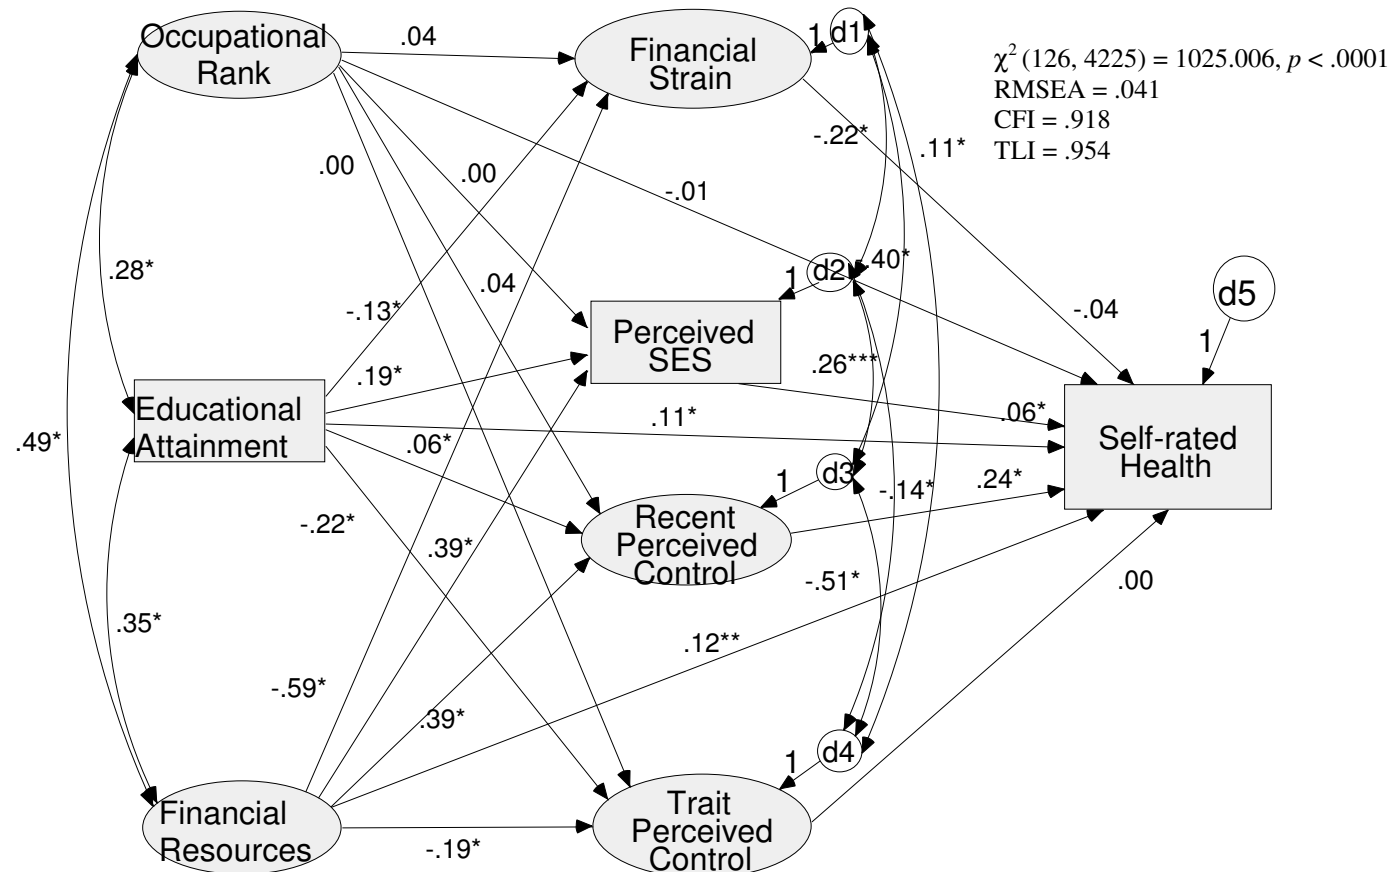 Occupational
Rank
.04
Financial
Strain
1
d1
χ² (126, 4225) = 1025.006, p < .0001
RMSEA = .041
CFI = .918
TLI = .954
-.22*
.11*
.00
.00
-.01
.28*
.04
1
d2
.40*
d5
-.13*
Perceived
SES
-.04
1
.19*
.26***
Educational
Attainment
.11*
.06*
.49*
.06*
Self-rated
Health
1
d3
-.14*
.24*
-.22*
.39*
Recent
Perceived
Control
-.51*
.00
.35*
.12**
-.59*
.39*
1
d4
Financial
Resources
-.19*
Trait
Perceived
Control